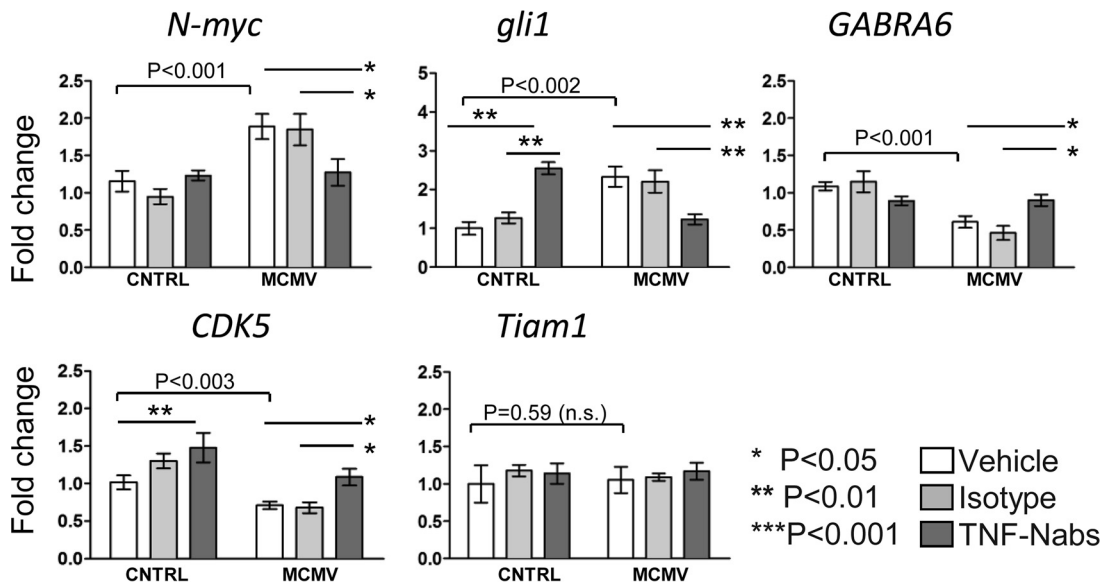 N-myc
gli1
GABRA6
Fold change
2.5
2.0
1.5
1.0
0.5
0.0
P<0.001
*
*
CNTRL
MCMV
5
4
3
2
1
0
P<0.002
**
**
**
**
CNTRL
MCMV
2.5
2.0
1.5
1.0
0.5
0.0
P<0.001
*
*
CNTRL
MCMV
CDK5
Tiam1
Fold change
2.5
2.0
1.5
1.0
0.5
0.0
P<0.003
**
*
*
CNTRL
MCMV
2.5
2.0
1.5
1.0
0.5
0.0
P=0.59 (n.s.)
CNTRL
MCMV
* P<0.05
** P<0.01
***P<0.001
Vehicle
Isotype
TNF-Nabs